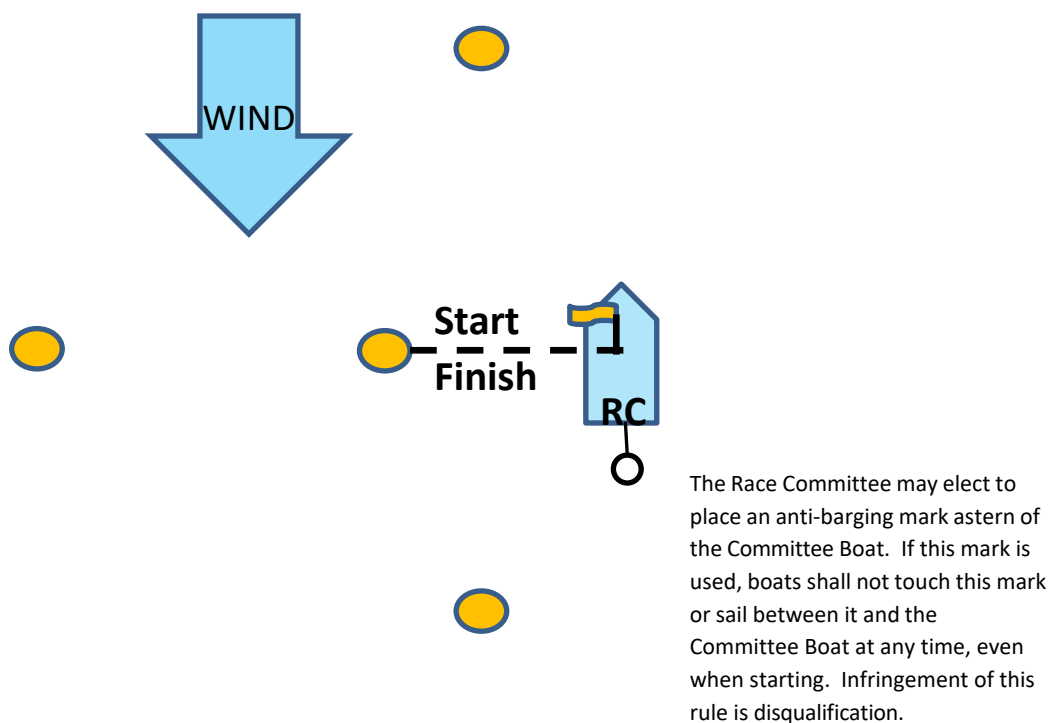 WIND
Start
Finish
RC
The Race Committee may elect to
place an anti-barging mark astern of
the Committee Boat.  If this mark is
used, boats shall not touch this mark
or sail between it and the
Committee Boat at any time, even
when starting.  Infringement of this
rule is disqualification.